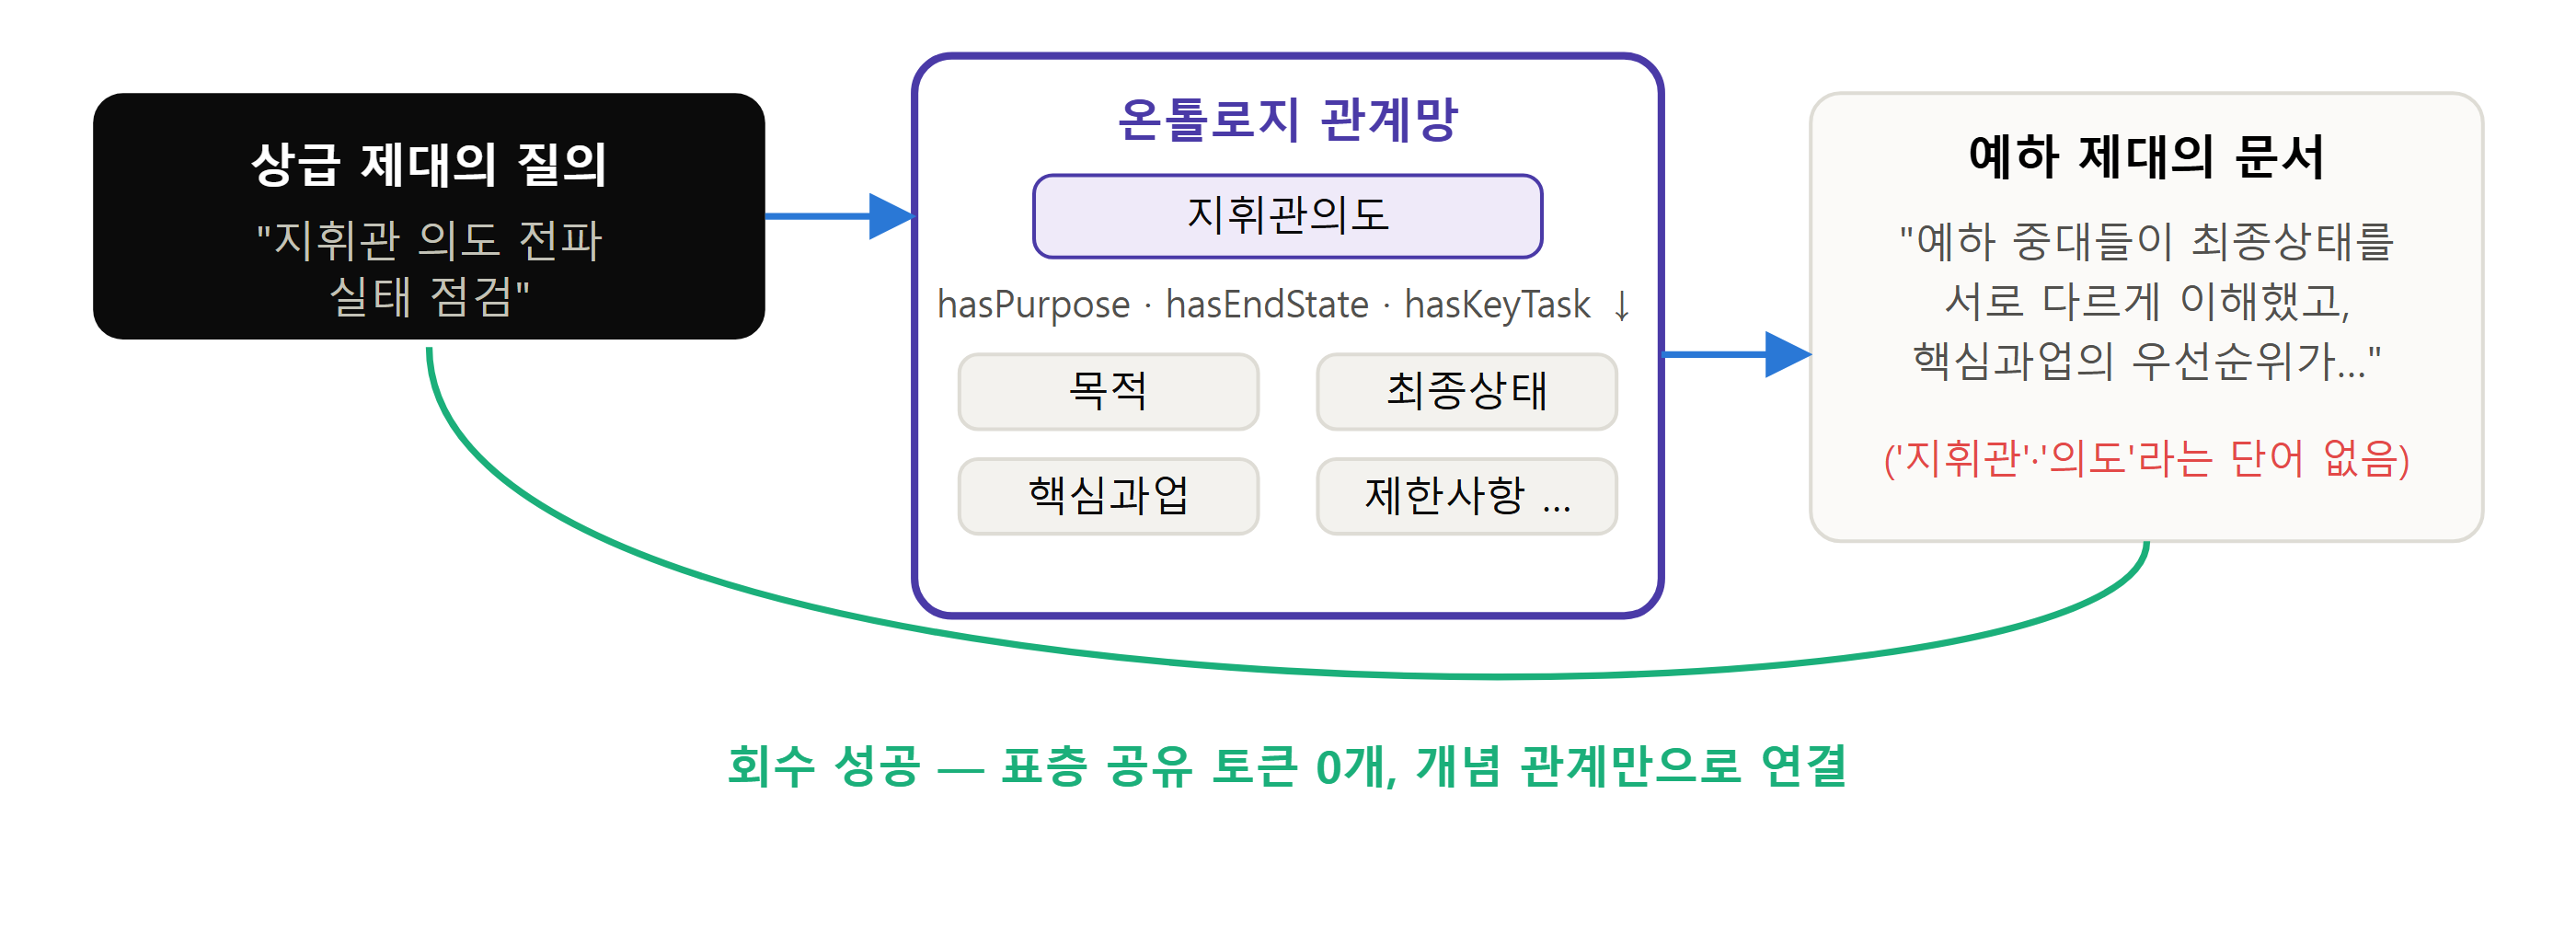 상급 제대의 질의
"지휘관 의도 전파
실태 점검"
온톨로지 관계망
지휘관의도
hasPurpose · hasEndState · hasKeyTask ↓
목적
최종상태
핵심과업
제한사항 ...
예하 제대의 문서
"예하 중대들이 최종상태를
서로 다르게 이해했고,
핵심과업의 우선순위가..."
('지휘관'·'의도'라는 단어 없음)
회수 성공 — 표층 공유 토큰 0개, 개념 관계만으로 연결